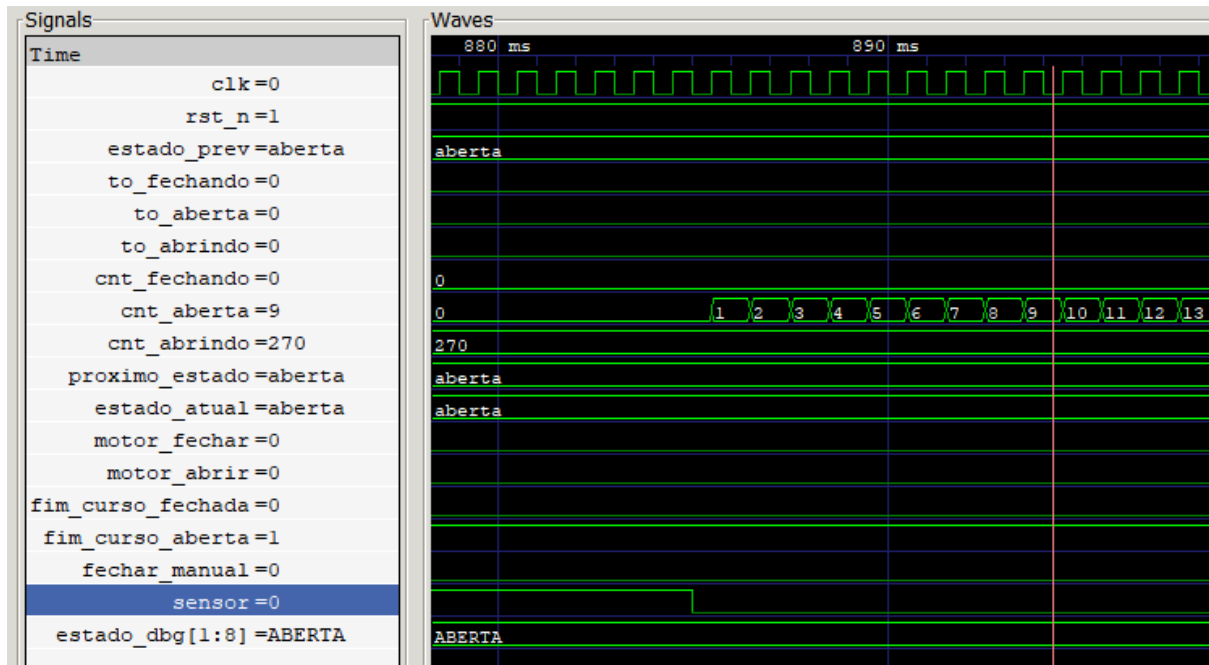 Signals
Waves
Time
880 ms 890 ms
clk=0
rst_n=1
estado_prev=aberta
aberta
to_fechando=0
to_aberta=0
to_abrindo=0
cnt_fechando=0
0
cnt_aberta=9
0 1 2 3 4 5 6 7 8 9 10 11 12 13
cnt_abrindo=270
270
proximo_estado=aberta
aberta
estado_atual=aberta
aberta
motor_fechar=0
motor_abrir=0
fim_curso_fechada=0
fim_curso_aberta=1
fechar_manual=0
sensor=0
estado_dbg[1:8]=ABERTA
ABERTA